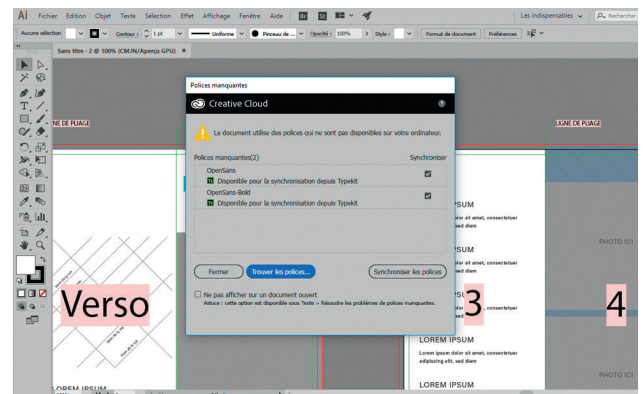 Ai Fichier Edition Objet Texte Sélection Effet Affichage Fenêtre Aide Br St Les indispensables Rechercher
Aucune sélection Contour : 1 pt Uniforme Pinceau de ... Opacité : 100% Style : Format de document Préférences
Sans titre - 2 @ 100% (CMJN/Aperçu GPU) ×
NE DE PLIAGE
LIGNE DE PLIAGE
Polices manquantes
Creative Cloud
Le document utilise des polices qui ne sont pas disponibles sur votre ordinateur.
Polices manquantes(2) Synchroniser
OpenSans
Disponible pour la synchronisation depuis Typekit
OpenSans-Bold
Disponible pour la synchronisation depuis Typekit
Fermer Trouver les polices... Synchroniser les polices
Ne pas afficher sur un document ouvert
Astuce : cette option est disponible sous Texte > Résoudre les problèmes de polices manquantes.
Verso
3
4
PSUM
olor sit amet, consectetuer
sed diam
PHOTO ICI
PSUM
olor sit amet, consectetuer
sed diam
LOREM IPSUM
Lorem ipsum dolor sit amet, consectetuer
adipiscing elit, sed diam
PHOTO ICI
LOREM IPSUM
LOREM IPSUM